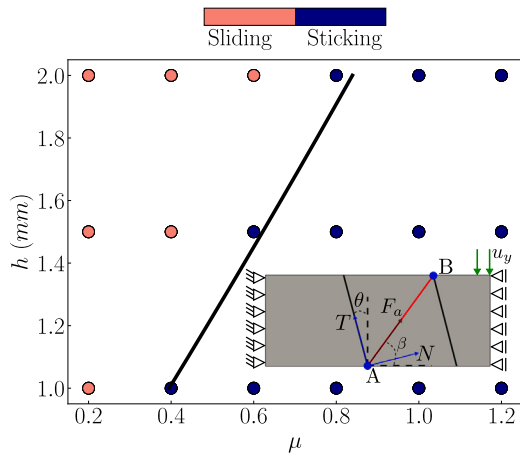 Sliding Sticking
2.0
1.8
1.6
1.4
1.2
1.0
h (mm)
0.2 0.4 0.6 0.8 1.0 1.2
μ
u_y
B
θ
T
F_a
β
N
A